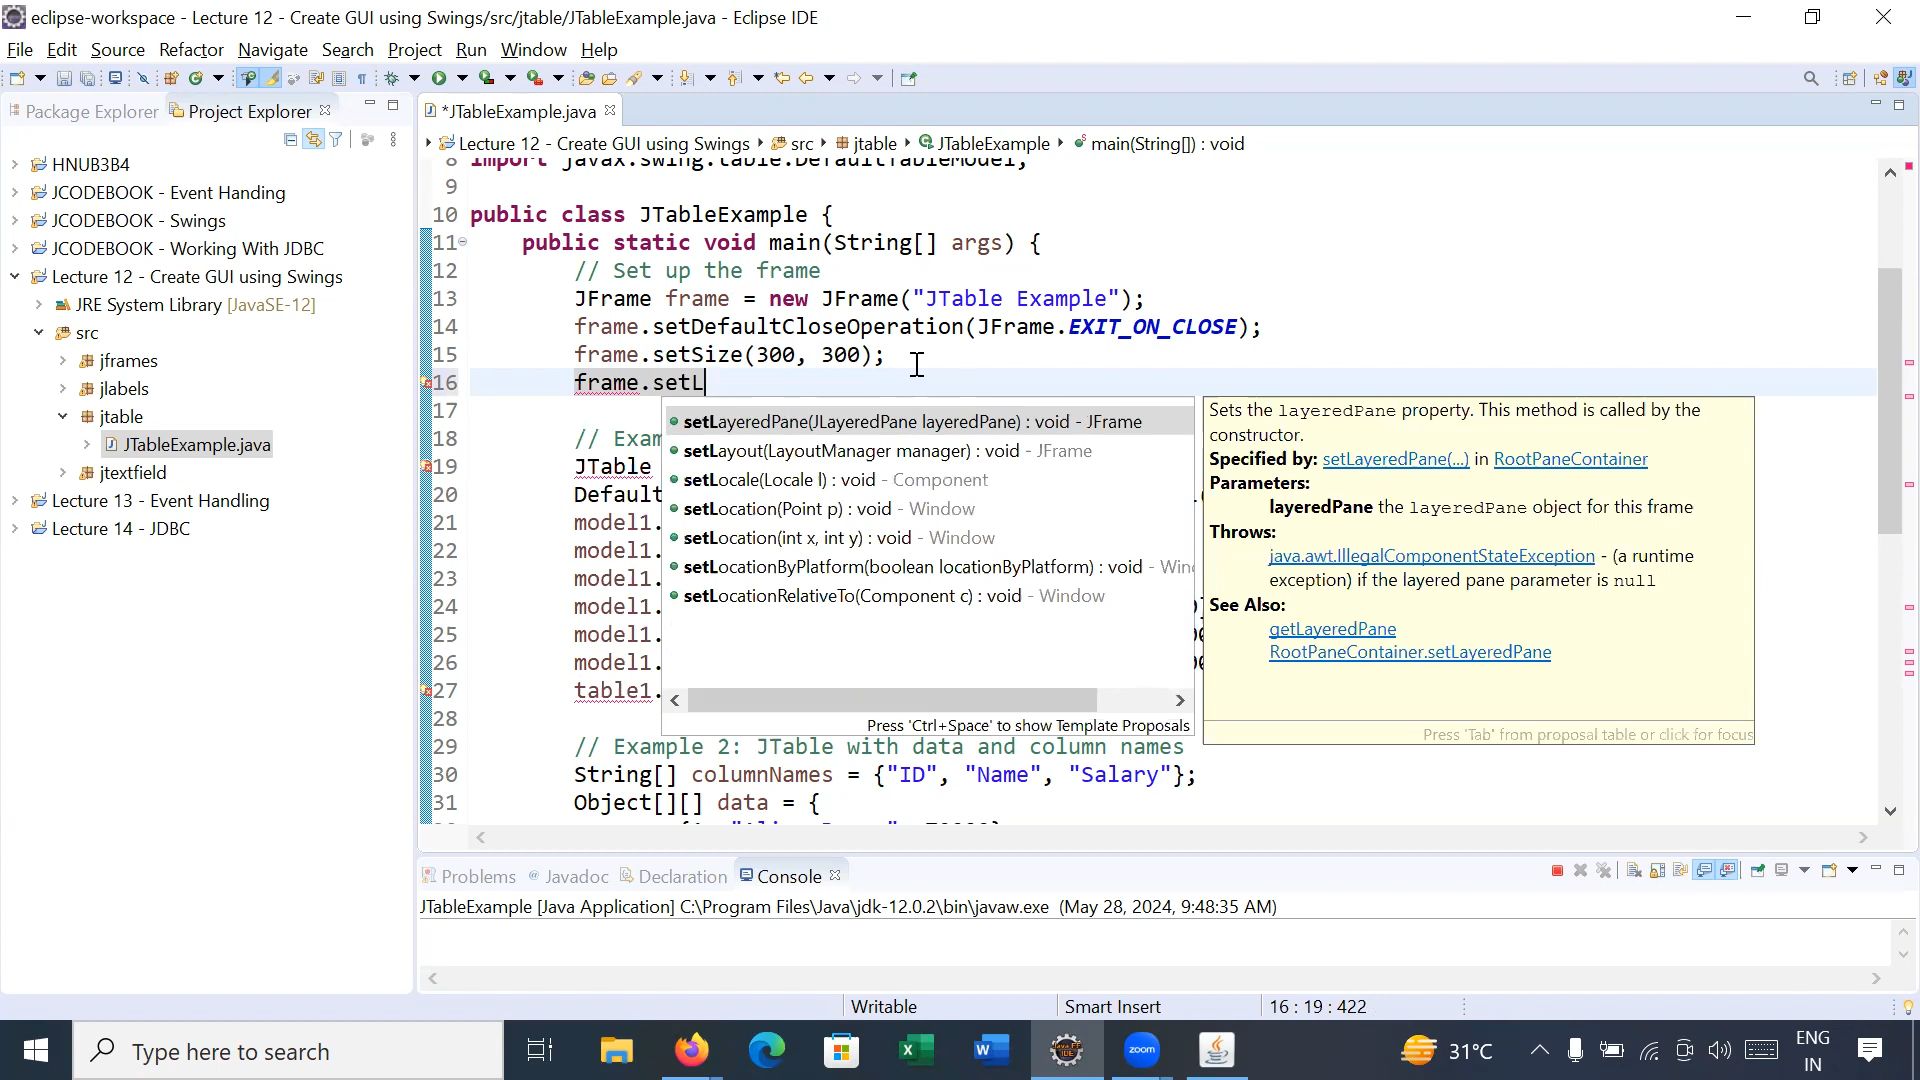 eclipse-workspace - Lecture 12 - Create GUI using Swings/src/jtable/JTableExample.java - Eclipse IDE
File Edit Source Refactor Navigate Search Project Run Window Help
Package Explorer Project Explorer
HNUB3B4
JCODEBOOK - Event Handing
JCODEBOOK - Swings
JCODEBOOK - Working With JDBC
Lecture 12 - Create GUI using Swings
JRE System Library [JavaSE-12]
src
jframes
jlabels
jtable
JTableExample.java
jtextfield
Lecture 13 - Event Handling
Lecture 14 - JDBC
*JTableExample.java
Lecture 12 - Create GUI using Swings src jtable JTableExample main(String[]) : void
8 import javax.swing.table.DefaultTableModel;
9
10 public class JTableExample {
11 public static void main(String[] args) {
12 // Set up the frame
13 JFrame frame = new JFrame("JTable Example");
14 frame.setDefaultCloseOperation(JFrame.EXIT_ON_CLOSE);
15 frame.setSize(300, 300);
16 frame.setL
17
18 // Exam
19 JTable
20 Default
21 model1.
22 model1.
23 model1.
24 model1.
25 model1.
26 model1.
27 table1.
28
29 // Example 2: JTable with data and column names
30 String[] columnNames = {"ID", "Name", "Salary"};
31 Object[][] data = {
setLayeredPane(JLayeredPane layeredPane) : void - JFrame
setLayout(LayoutManager manager) : void - JFrame
setLocale(Locale l) : void - Component
setLocation(Point p) : void - Window
setLocation(int x, int y) : void - Window
setLocationByPlatform(boolean locationByPlatform) : void - Win
setLocationRelativeTo(Component c) : void - Window
Press 'Ctrl+Space' to show Template Proposals
Sets the layeredPane property. This method is called by the
constructor.
Specified by: setLayeredPane(...) in RootPaneContainer
Parameters:
layeredPane the layeredPane object for this frame
Throws:
java.awt.IllegalComponentStateException - (a runtime
exception) if the layered pane parameter is null
See Also:
getLayeredPane
RootPaneContainer.setLayeredPane
Press 'Tab' from proposal table or click for focus
Problems Javadoc Declaration Console
JTableExample [Java Application] C:\Program Files\Java\jdk-12.0.2\bin\javaw.exe (May 28, 2024, 9:48:35 AM)
Writable Smart Insert 16 : 19 : 422
Type here to search
Java EE
IDE
zoom
31°C
ENG
IN